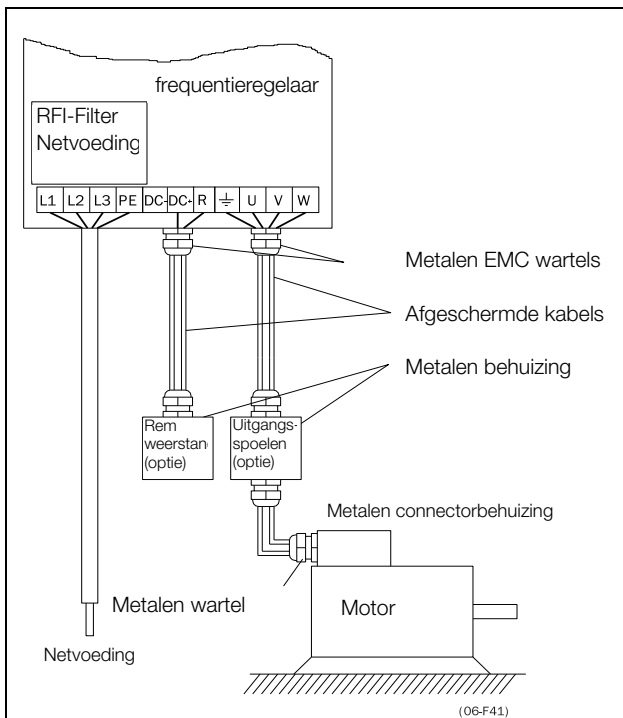 frequentieregelaar
RFI-Filter
Netvoeding
L1 L2 L3 PE DC- DC+ R ⏚ U V W
Metalen EMC wartels
Afgeschermde kabels
Metalen behuizing
Rem
weerstan
(optie)
Uitgangs-
spoelen
(optie)
Metalen connectorbehuizing
Metalen wartel
Motor
Netvoeding
(06-F41)